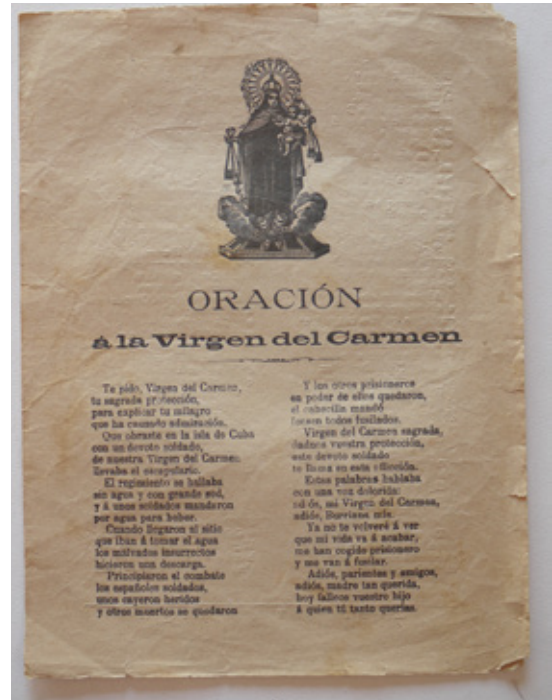 ORACIÓN
á la Virgen del Carmen
Te pido, Virgen del Carmen,
tu sagrada protección,
para explicar tu milagro
que ha causado admiración.
Que obraste en la isla de Cuba
con un devoto soldado,
de nuestra Virgen del Carmen
llevaba el escapulario.
El regimiento se hallaba
sin agua y con grande sed,
y á unos soldados mandaron
por agua para beber.
Cuando llegaron al sitio
que iban á tomar el agua
los malvados insurrectos
hicieron una descarga.
Principiaron el combate
los españoles soldados,
unos cayeron heridos
y otros muertos se quedaron
Y los otros prisioneros
en poder de ellos quedaron,
el cabecilla mandó
fuesen todos fusilados.
Virgen del Carmen sagrada,
dadnos vuestra protección,
este devoto soldado
te llama en esta aflicción.
Estas palabras hablaba
con una voz dolorida:
adios, mi Virgen del Carmen,
adiós, Borriana mía.
Ya no te volveré á ver
que mi vida va á acabar,
me han cogido prisionero
y me van á fusilar.
Adiós, parientes y amigos,
adiós, madre tan querida,
hoy fallece vuestro hijo
á quien tú tanto querías.